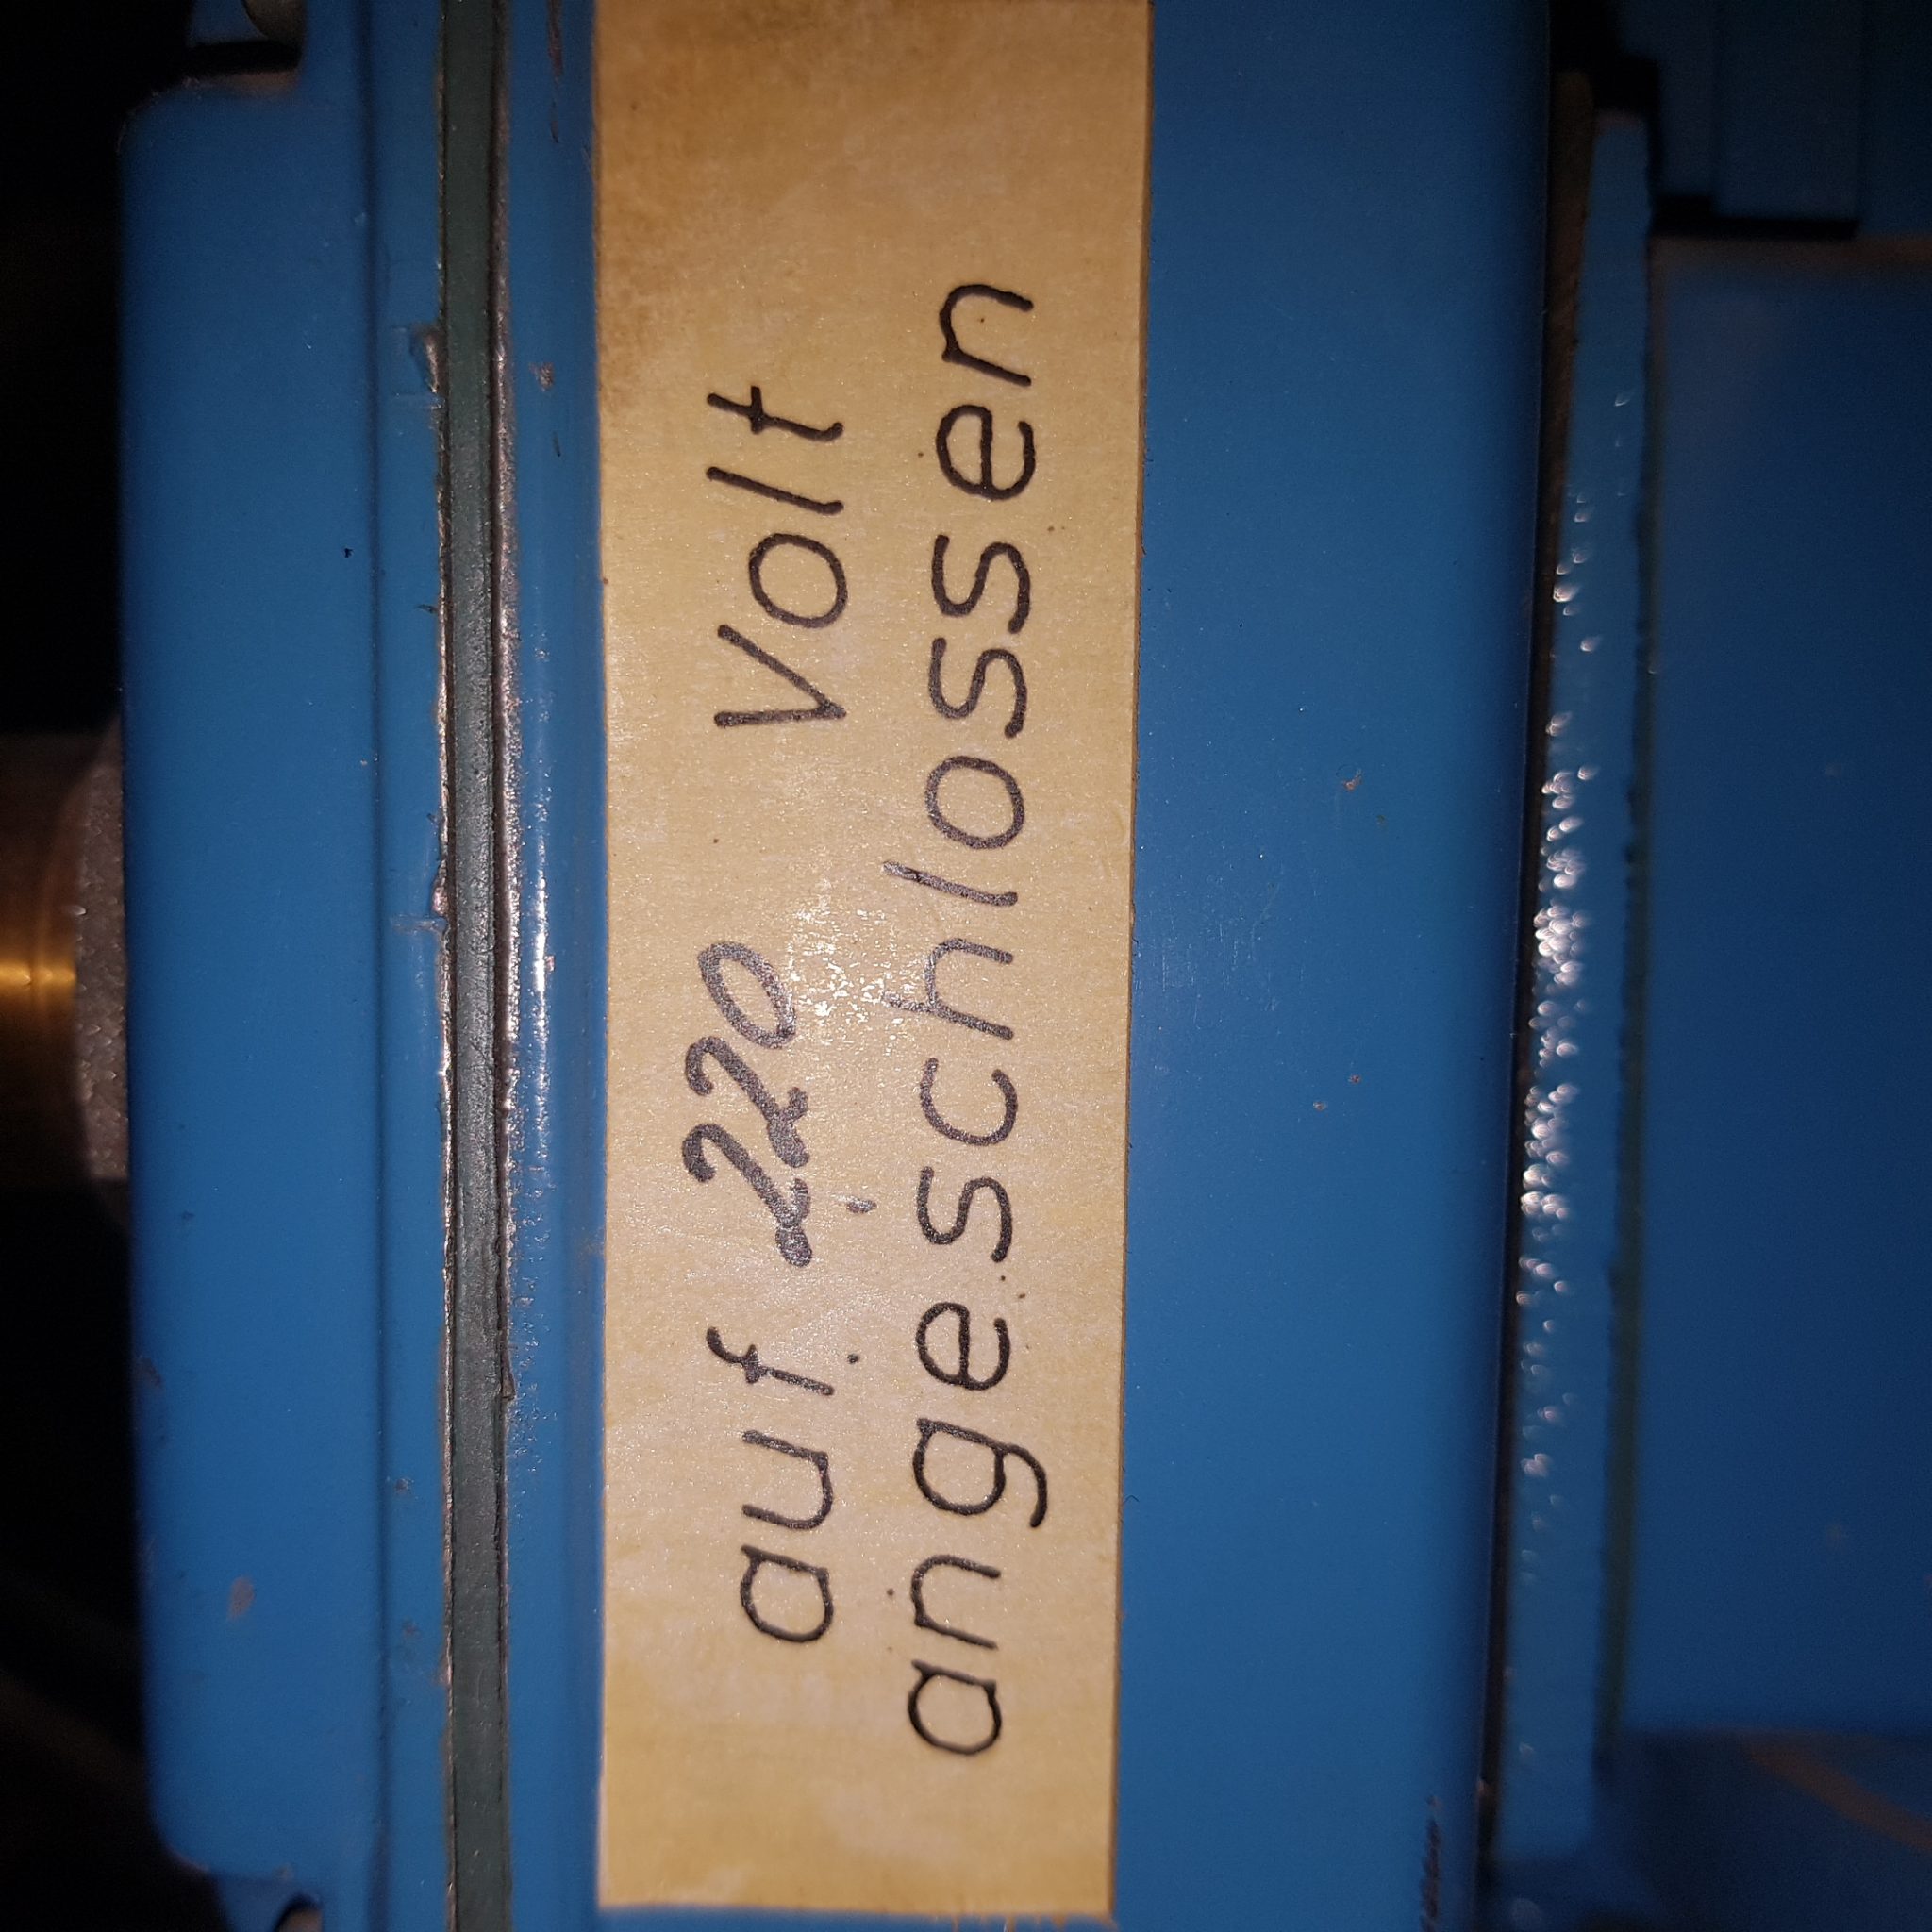 auf 220 Volt
angeschlossen